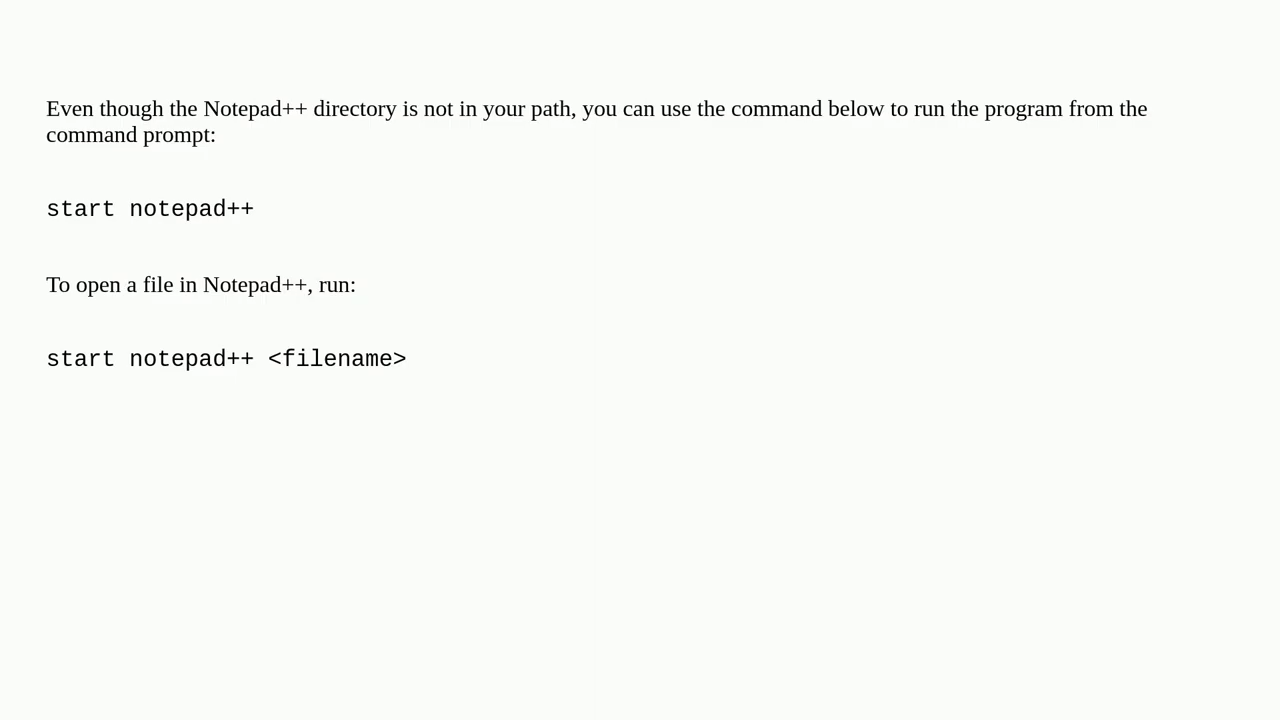 Even though the Notepad++ directory is not in your path, you can use the command below to run the program from the
command prompt:
start notepad++
To open a file in Notepad++, run:
start notepad++ <filename>